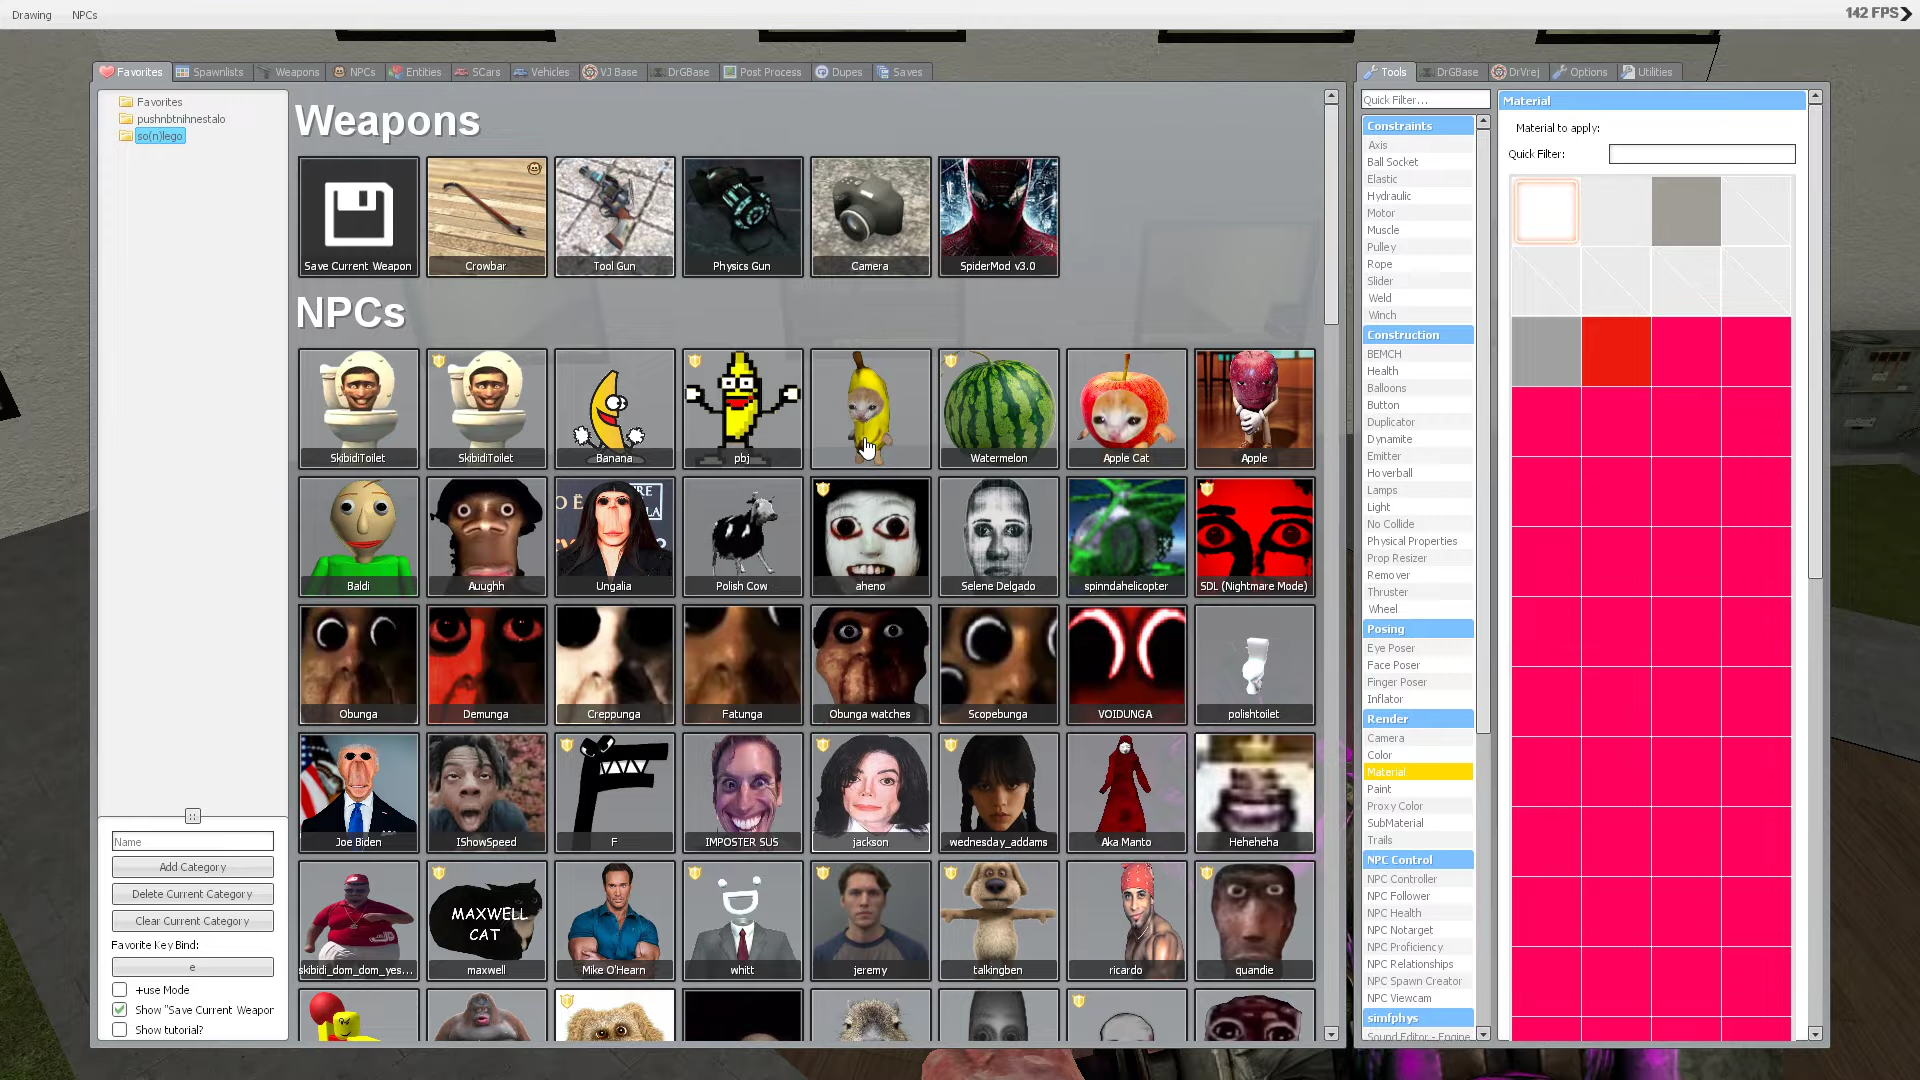 Drawing NPCs 142 FPS
Favorites Spawnlists Weapons NPCs Entities SCars Vehicles VJ Base DrGBase Post Process Dupes Saves
Favorites
pushnbtnihnestalo
so(n)lego
Name
Add Category
Delete Current Category
Clear Current Category
Favorite Key Bind:
e
+use Mode
Show "Save Current Weapor
Show tutorial?
Weapons
Save Current Weapon Crowbar Tool Gun Physics Gun Camera SpiderMod v3.0
NPCs
SkibidiToilet SkibidiToilet Banana pbj Watermelon Apple Cat Apple
Baldi Auughh Ungalia Polish Cow aheno Selene Delgado spinndahelicopter SDL (Nightmare Mode)
Obunga Demunga Creppunga Fatunga Obunga watches Scopebunga VOIDUNGA polishtoilet
Joe Biden IShowSpeed F IMPOSTER SUS jackson wednesday_addams Aka Manto Heheheha
MAXWELL
CAT
skibidi_dom_dom_yes... maxwell Mike O'Hearn whitt jeremy talkingben ricardo quandie
Tools DrGBase DrVrej Options Utilities
Quick Filter...
Constraints
Axis
Ball Socket
Elastic
Hydraulic
Motor
Muscle
Pulley
Rope
Slider
Weld
Winch
Construction
BEMCH
Health
Balloons
Button
Duplicator
Dynamite
Emitter
Hoverball
Lamps
Light
No Collide
Physical Properties
Prop Resizer
Remover
Thruster
Wheel
Posing
Eye Poser
Face Poser
Finger Poser
Inflator
Render
Camera
Color
Material
Paint
Proxy Color
SubMaterial
Trails
NPC Control
NPC Controller
NPC Follower
NPC Health
NPC Notarget
NPC Proficiency
NPC Relationships
NPC Spawn Creator
NPC Viewcam
simfphys
Sound Editor - Engine
Material
Material to apply:
Quick Filter: